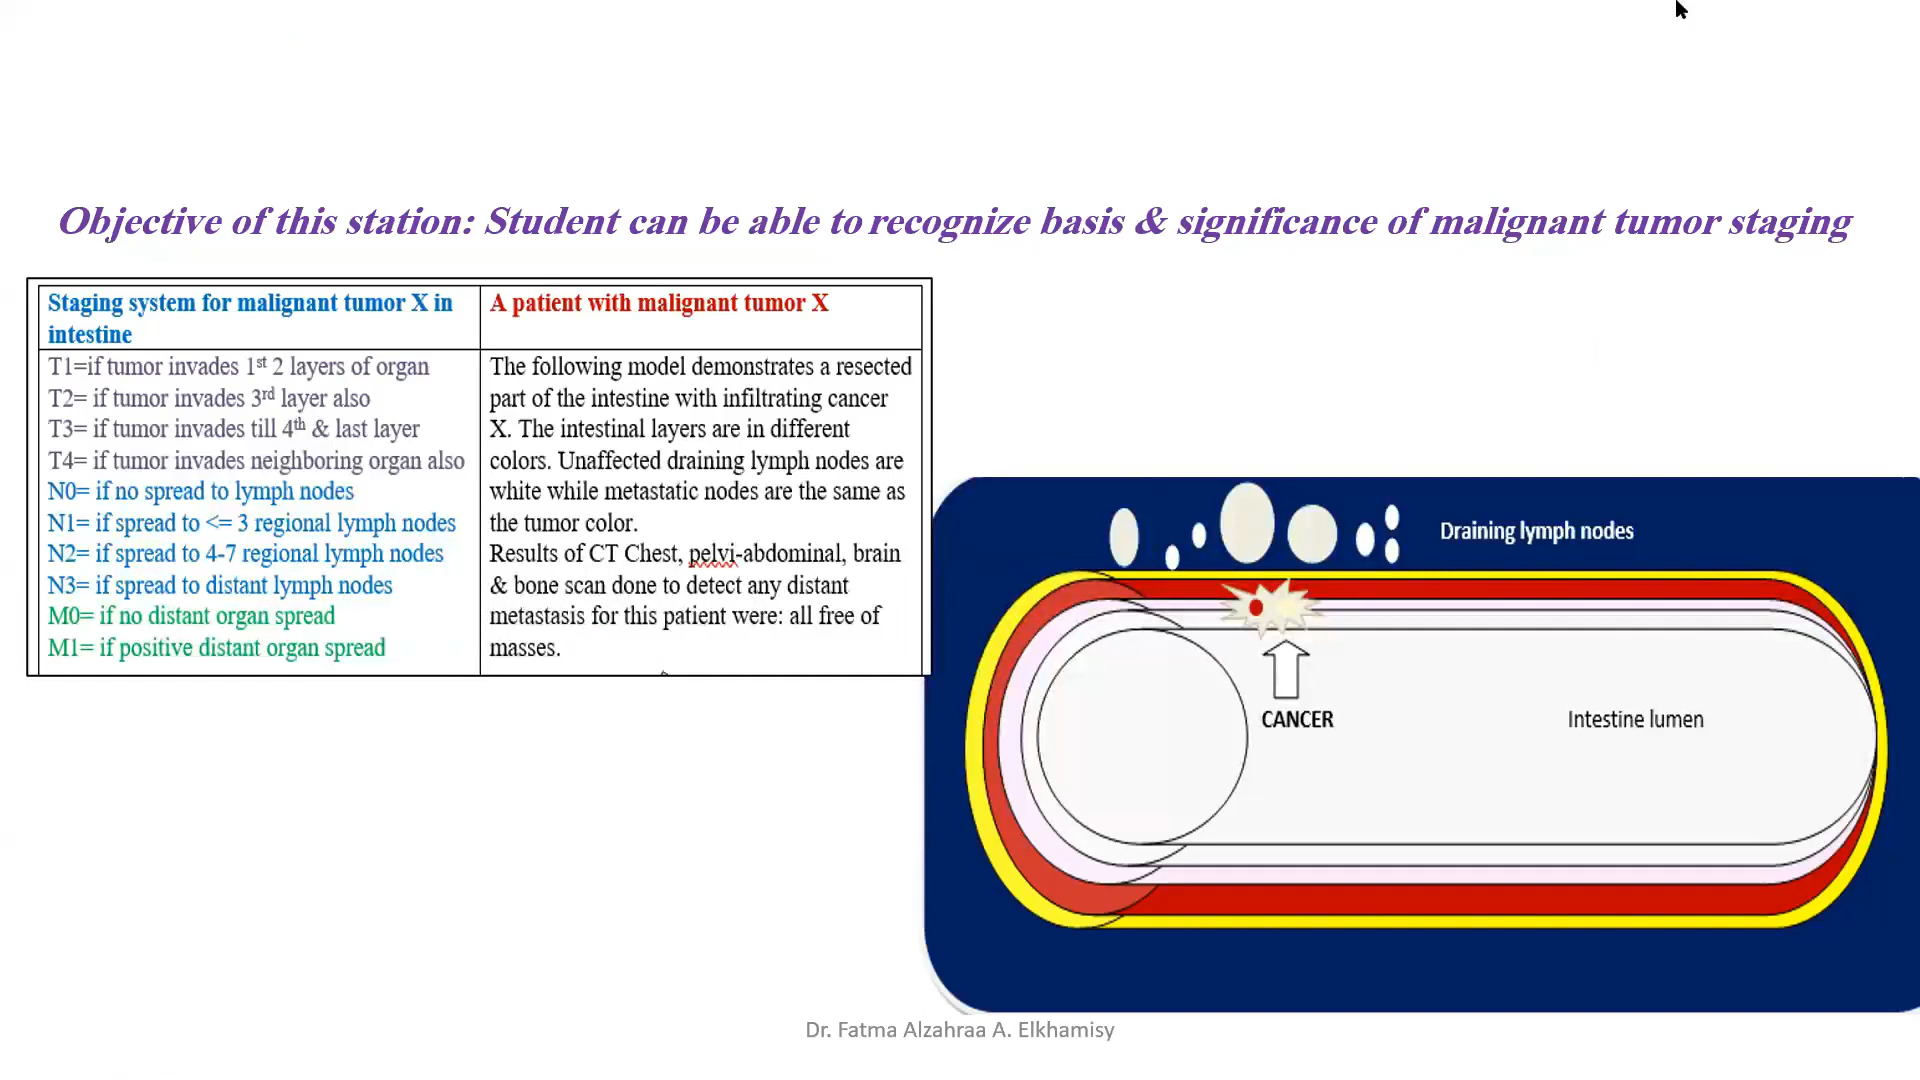 Objective of this station: Student can be able to recognize basis & significance of malignant tumor staging
Staging system for malignant tumor X in
intestine
T1=if tumor invades 1st 2 layers of organ
T2= if tumor invades 3rd layer also
T3= if tumor invades till 4th & last layer
T4= if tumor invades neighboring organ also
N0= if no spread to lymph nodes
N1= if spread to <= 3 regional lymph nodes
N2= if spread to 4-7 regional lymph nodes
N3= if spread to distant lymph nodes
M0= if no distant organ spread
M1= if positive distant organ spread
A patient with malignant tumor X
The following model demonstrates a resected
part of the intestine with infiltrating cancer
X. The intestinal layers are in different
colors. Unaffected draining lymph nodes are
white while metastatic nodes are the same as
the tumor color.
Results of CT Chest, pelvi-abdominal, brain
& bone scan done to detect any distant
metastasis for this patient were: all free of
masses.
Draining lymph nodes
CANCER
Intestine lumen
Dr. Fatma Alzahraa A. Elkhamisy